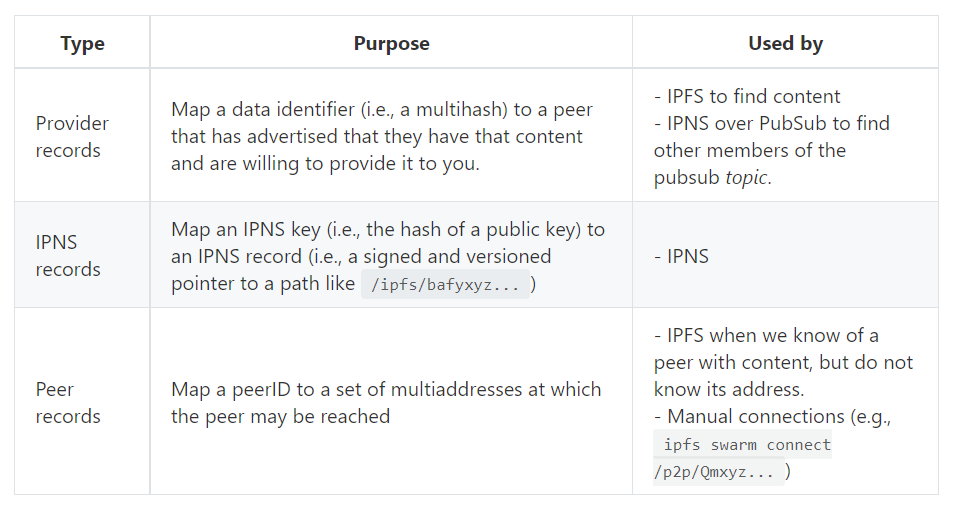 Type
Purpose
Used by
Provider
records
Map a data identifier (i.e., a multihash) to a peer
that has advertised that they have that content
and are willing to provide it to you.
- IPFS to find content
- IPNS over PubSub to find
other members of the
pubsub topic.
IPNS
records
Map an IPNS key (i.e., the hash of a public key) to
an IPNS record (i.e., a signed and versioned
pointer to a path like /ipfs/bafyxyz... )
- IPNS
Peer
records
Map a peerID to a set of multiaddresses at which
the peer may be reached
- IPFS when we know of a
peer with content, but do not
know its address.
- Manual connections (e.g.,
ipfs swarm connect
/p2p/Qmxyz... )